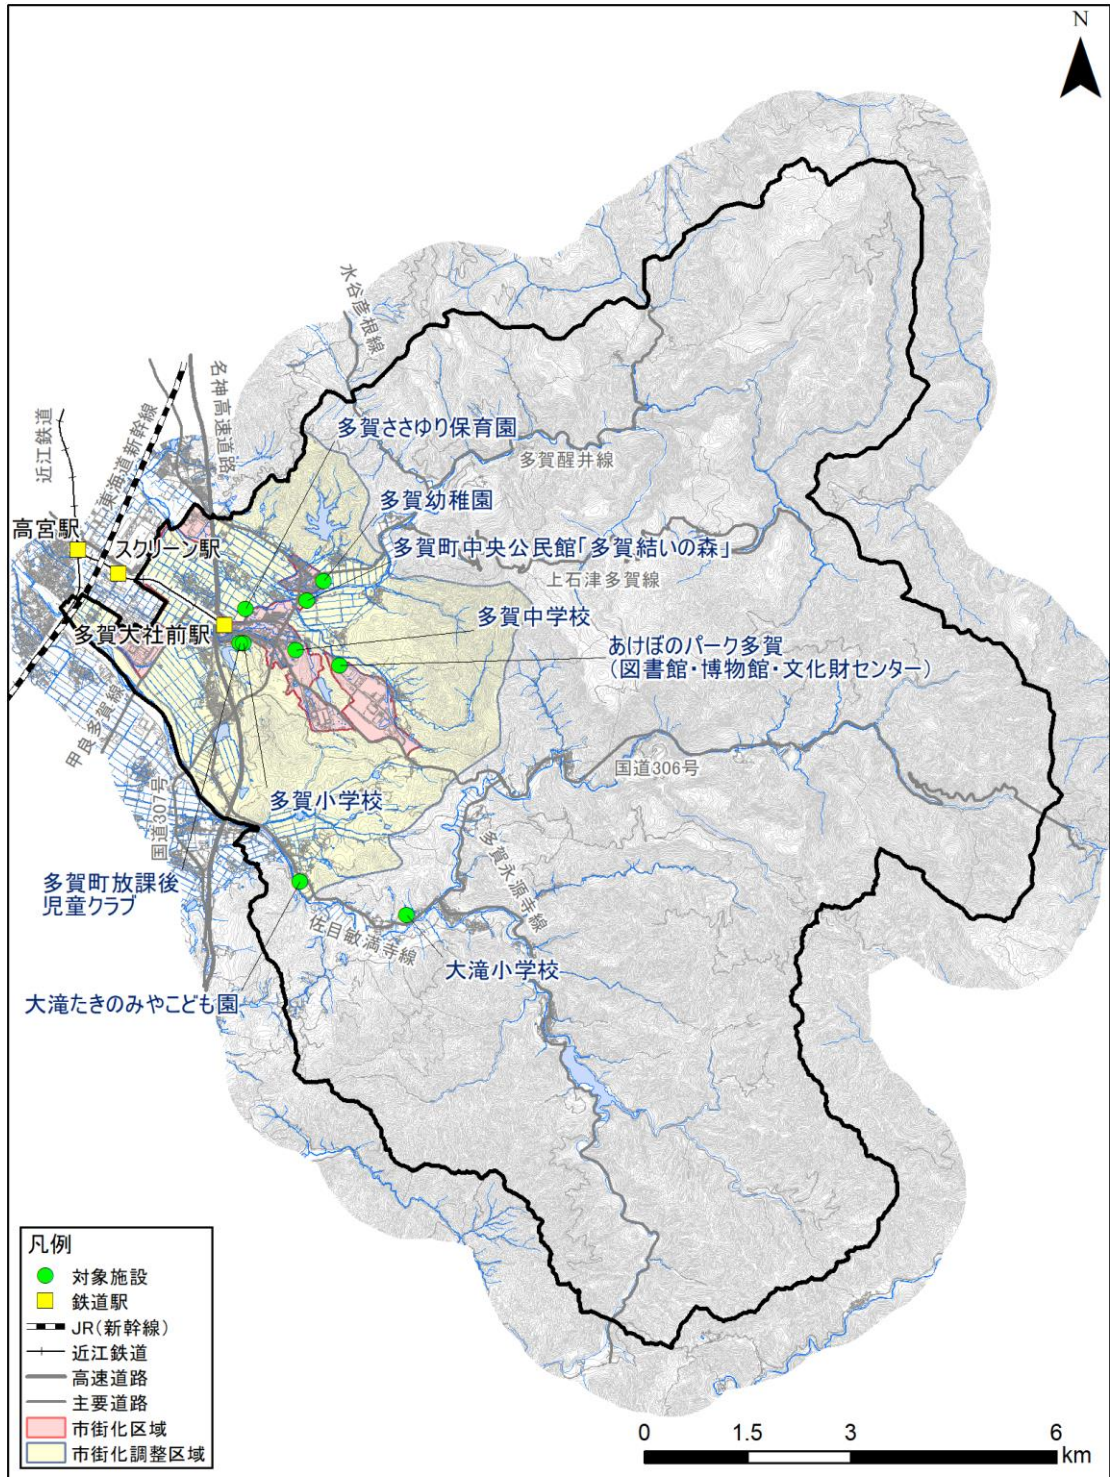 N
水谷彦根線
名神高速道路
東海道新幹線
近江鉄道
多賀ささゆり保育園
多賀醒井線
多賀幼稚園
高宮駅
スクリーン駅
多賀町中央公民館「多賀結いの森」
上石津多賀線
多賀中学校
多賀大社前駅
あけぼのパーク多賀
（図書館・博物館・文化財センター）
甲良多賀線
国道306号
国道307号
多賀小学校
多賀永源寺線
多賀町放課後
児童クラブ
佐目敏満寺線
大滝小学校
大滝たきのみやこども園
凡例
対象施設
鉄道駅
JR(新幹線)
近江鉄道
高速道路
主要道路
市街化区域
市街化調整区域
0 1.5 3 6
km